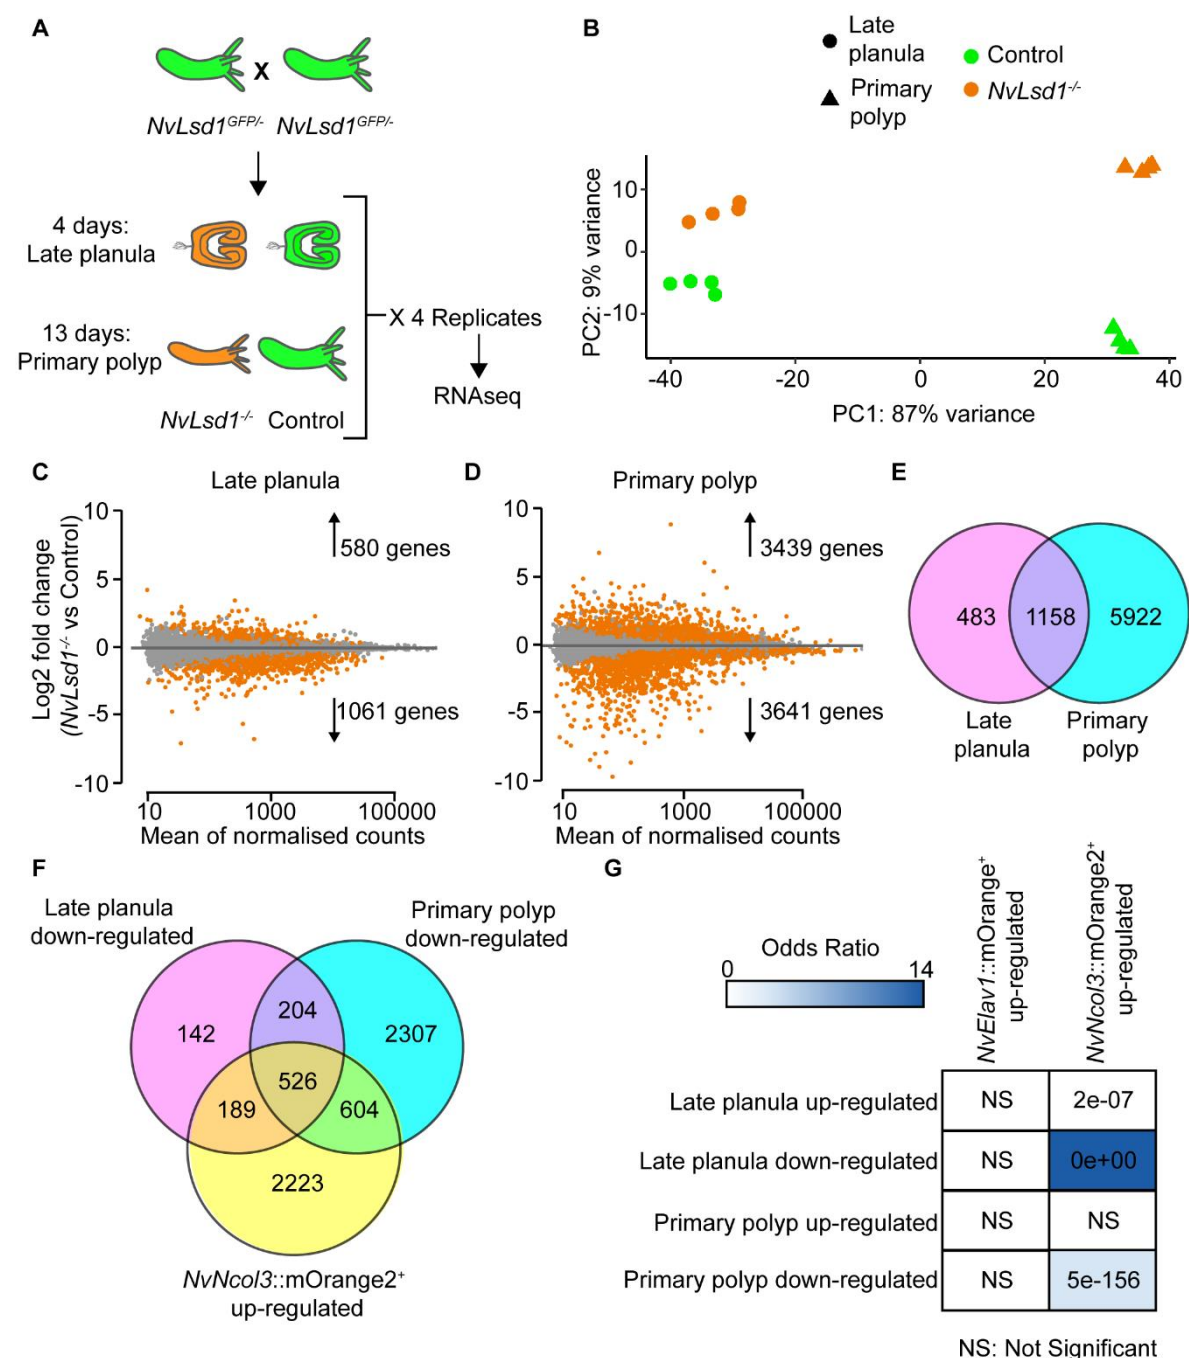 A
X
NvLsd1GFP/- NvLsd1GFP/-
4 days:
Late planula
13 days:
Primary polyp
X 4 Replicates
RNAseq
NvLsd1-/- Control
B
Late
planula
Primary
polyp
Control
NvLsd1-/-
PC2: 9% variance
10
0
-10
-40 -20 0 20 40
PC1: 87% variance
C
Late planula
Log2 fold change
(NvLsd1-/- vs Control)
10
5
0
-5
-10
580 genes
1061 genes
10 1000 100000
Mean of normalised counts
D
Primary polyp
10
5
0
-5
-10
3439 genes
3641 genes
10 1000 100000
Mean of normalised counts
E
483 1158 5922
Late
planula
Primary
polyp
F
Late planula
down-regulated
Primary polyp
down-regulated
142
204
2307
526
189
604
2223
NvNcol3::mOrange2+
up-regulated
G
Odds Ratio
0 14
NvElav1::mOrange+
up-regulated
NvNcol3::mOrange2+
up-regulated
Late planula up-regulated NS 2e-07
Late planula down-regulated NS 0e+00
Primary polyp up-regulated NS NS
Primary polyp down-regulated NS 5e-156
NS: Not Significant